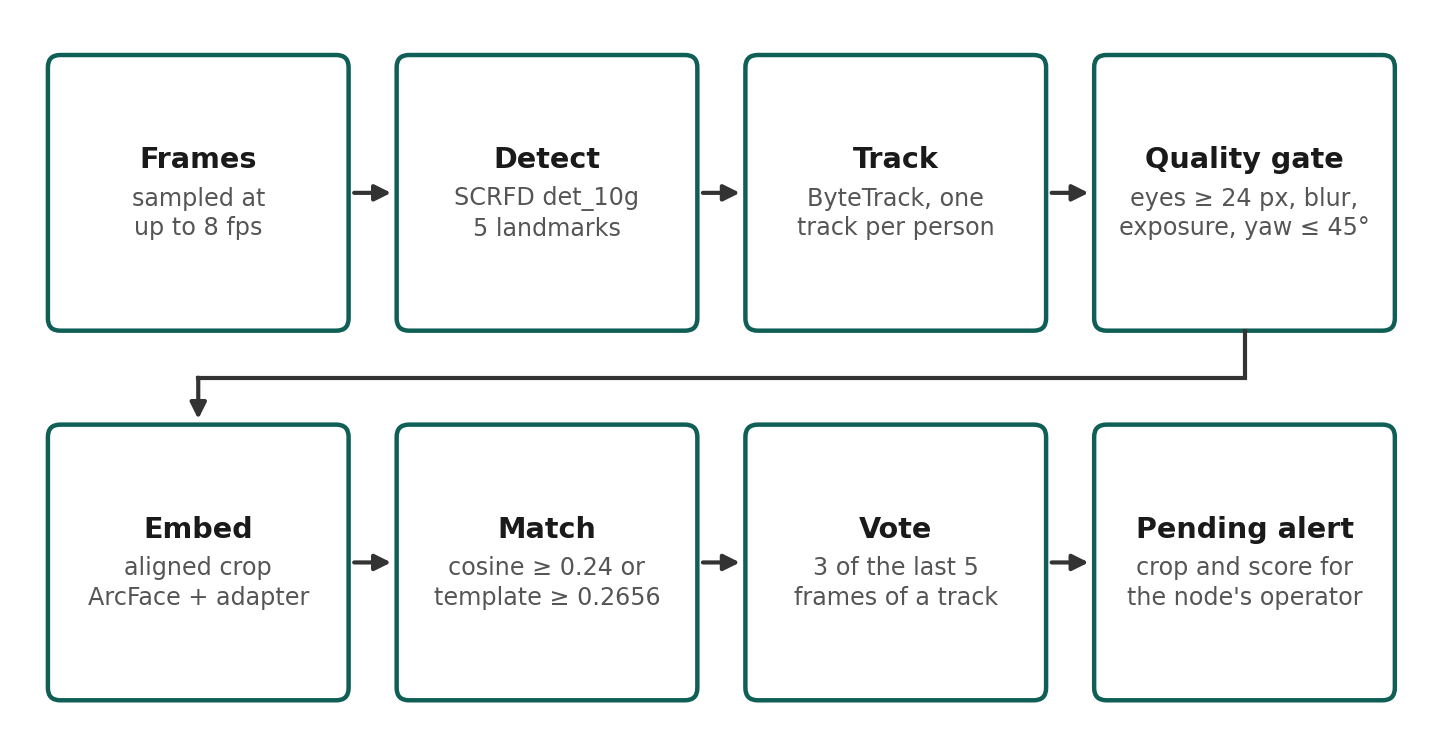 Frames
sampled at
up to 8 fps
Detect
SCRFD det_10g
5 landmarks
Track
ByteTrack, one
track per person
Quality gate
eyes ≥ 24 px, blur,
exposure, yaw ≤ 45°
Embed
aligned crop
ArcFace + adapter
Match
cosine ≥ 0.24 or
template ≥ 0.2656
Vote
3 of the last 5
frames of a track
Pending alert
crop and score for
the node's operator